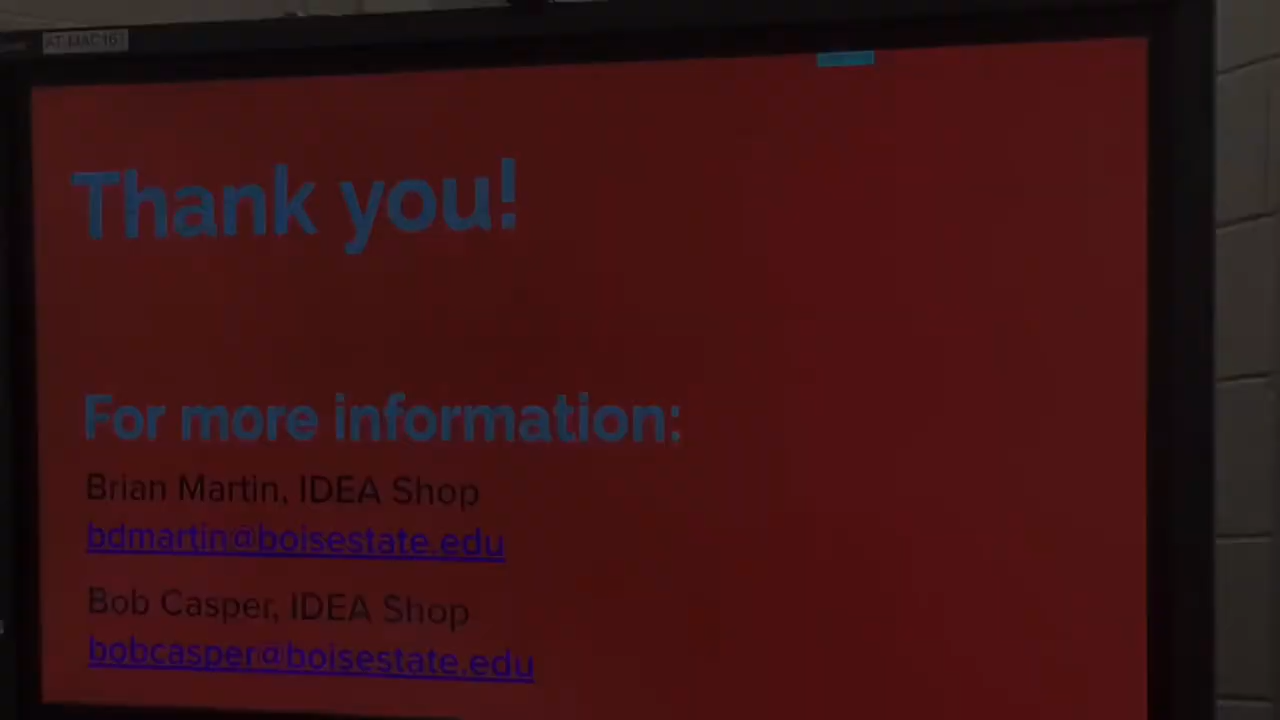 Thank you!
For more information:
Brian Martin, IDEA Shop
bdmartin@boisestate.edu
Bob Casper, IDEA Shop
bobcasper@boisestate.edu